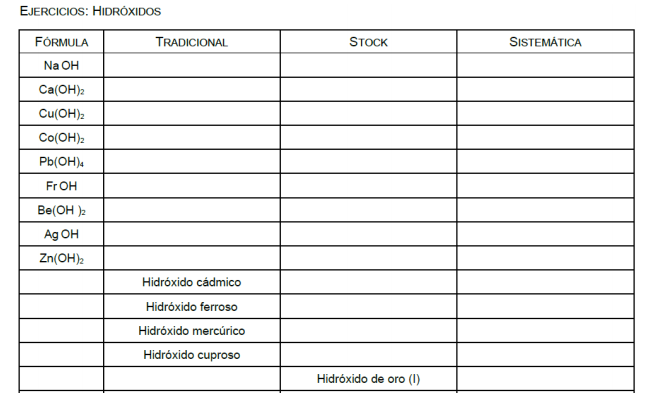 EJERCICIOS: HIDRÓXIDOS
FÓRMULA TRADICIONAL STOCK SISTEMÁTICA
Na OH
Ca(OH)₂
Cu(OH)₂
Co(OH)₂
Pb(OH)₄
Fr OH
Be(OH )₂
Ag OH
Zn(OH)₂
Hidróxido cádmico
Hidróxido ferroso
Hidróxido mercúrico
Hidróxido cuproso
Hidróxido de oro (I)